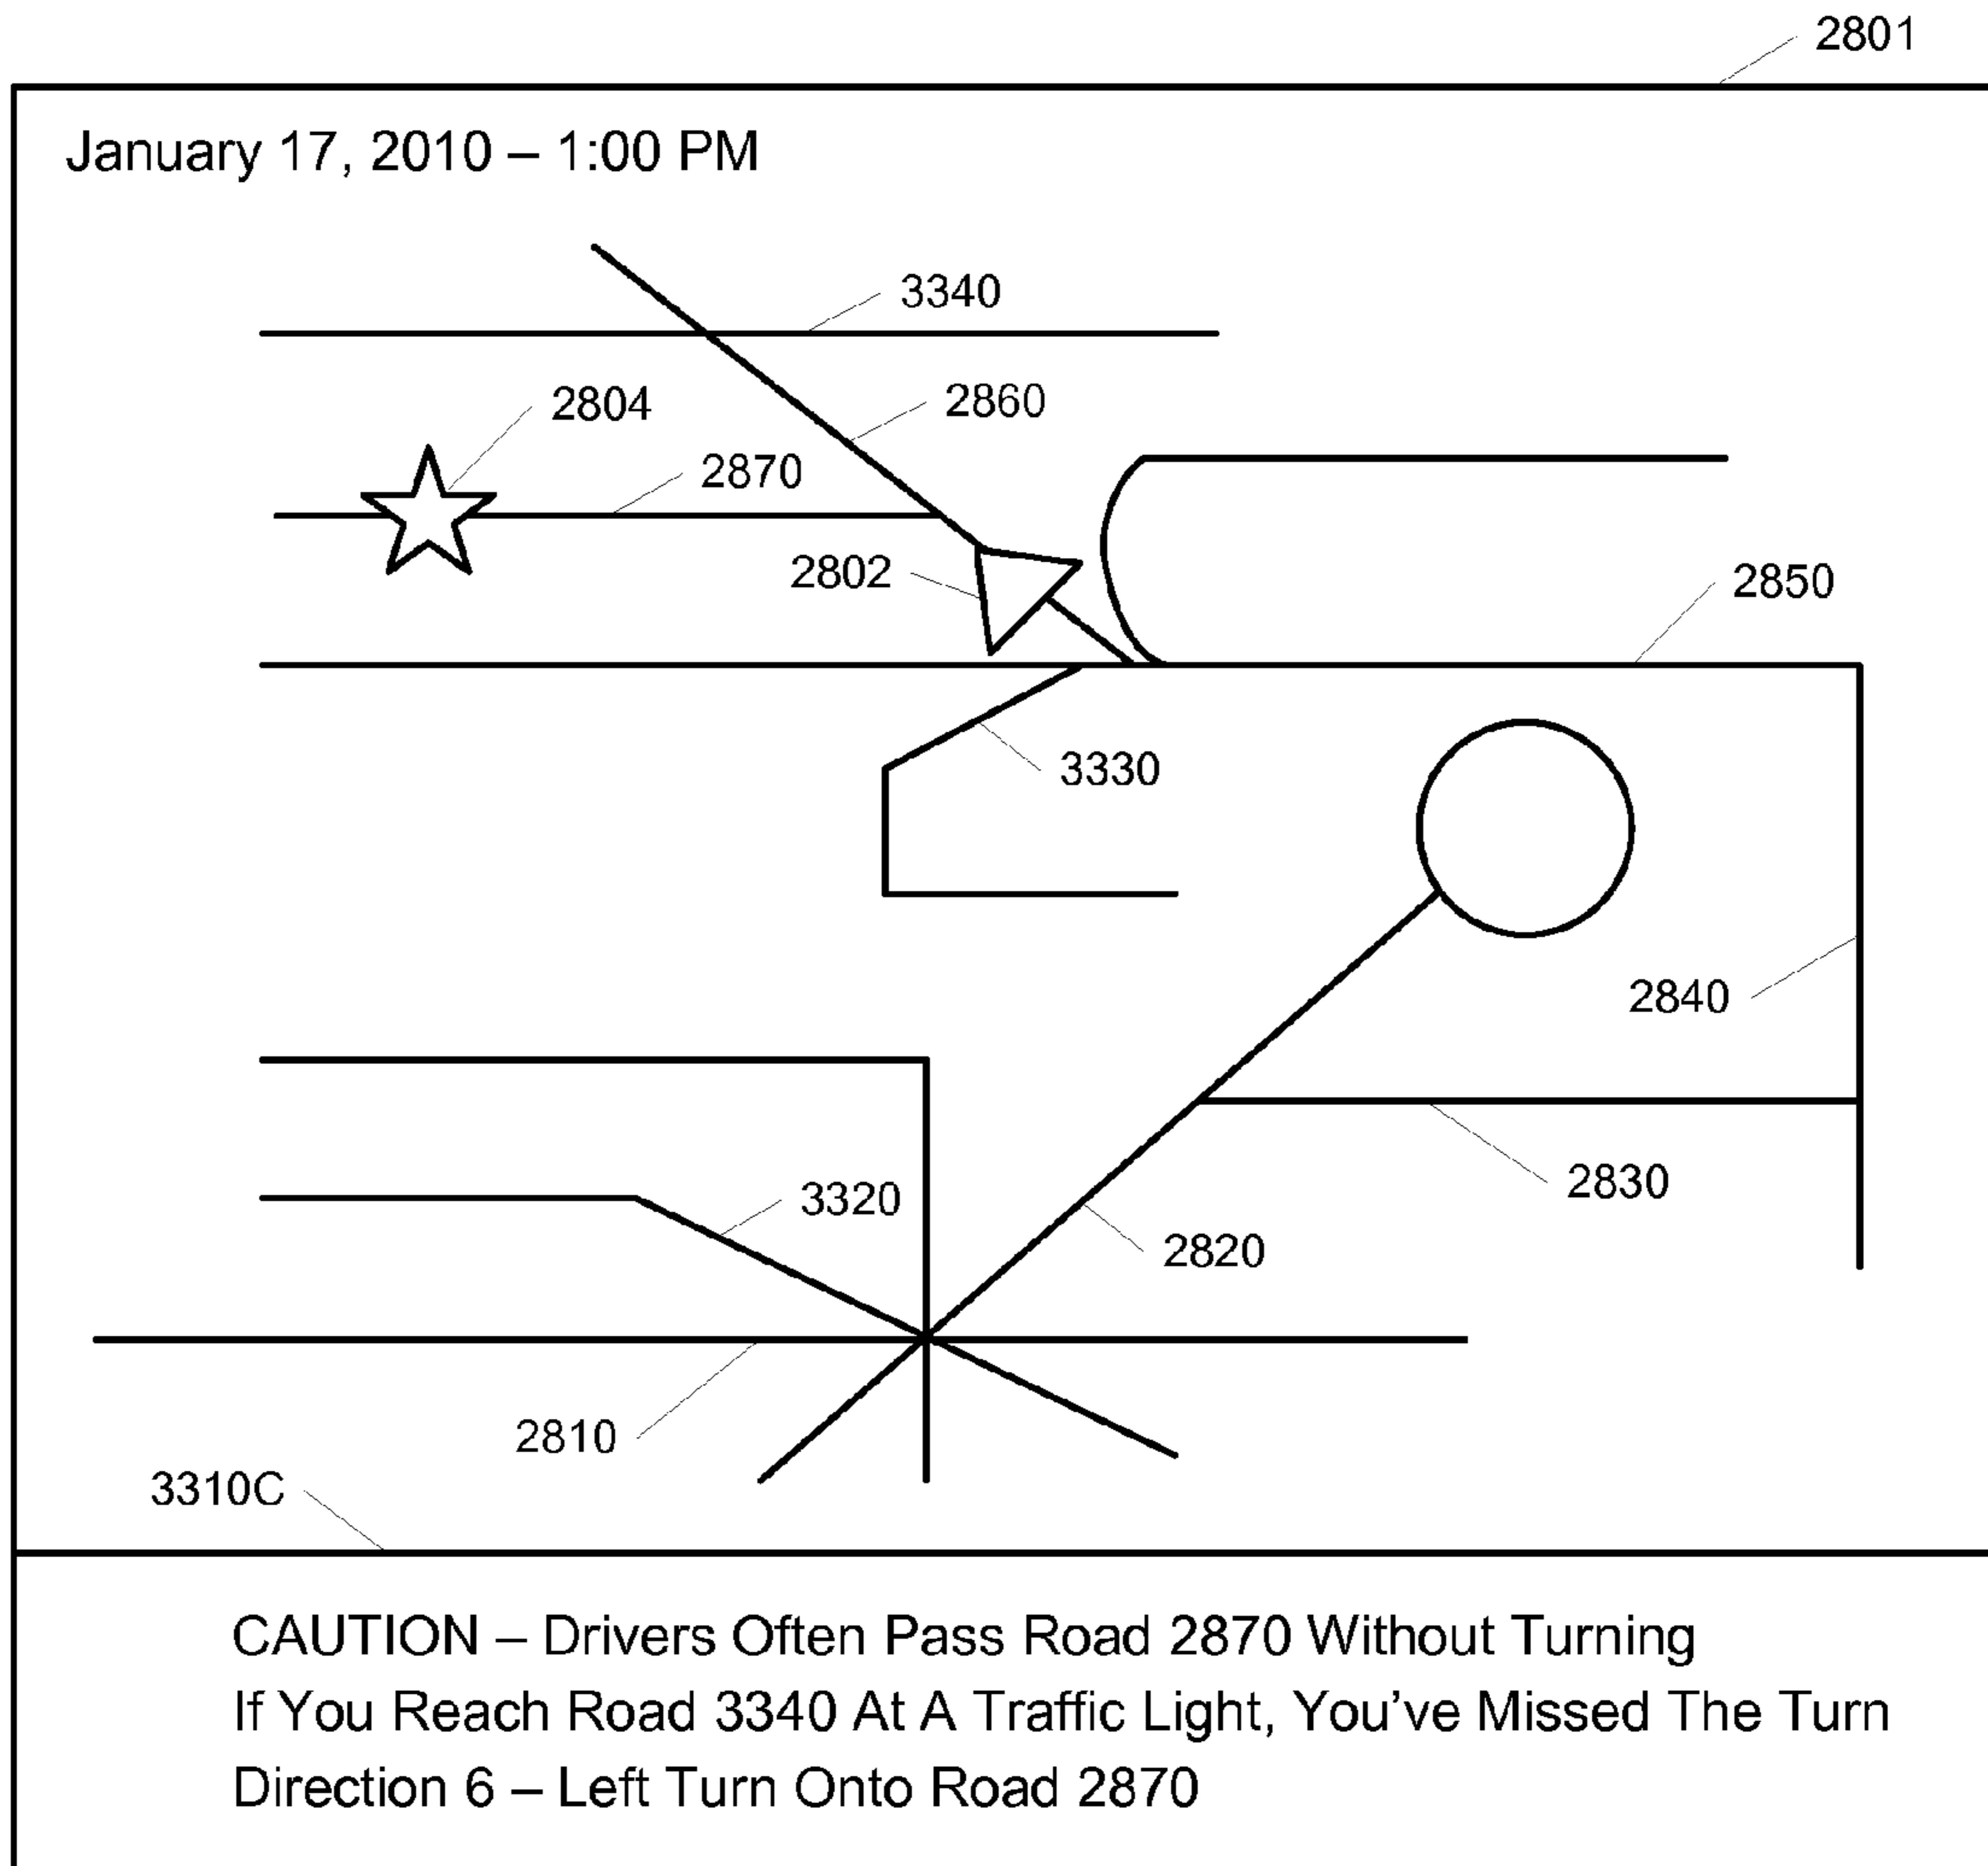 2801
January 17, 2010 – 1:00 PM
3340
2860
2804
2870
2802
2850
3330
2840
2830
3320
2820
2810
3310C
CAUTION – Drivers Often Pass Road 2870 Without Turning
If You Reach Road 3340 At A Traffic Light, You've Missed The Turn
Direction 6 – Left Turn Onto Road 2870